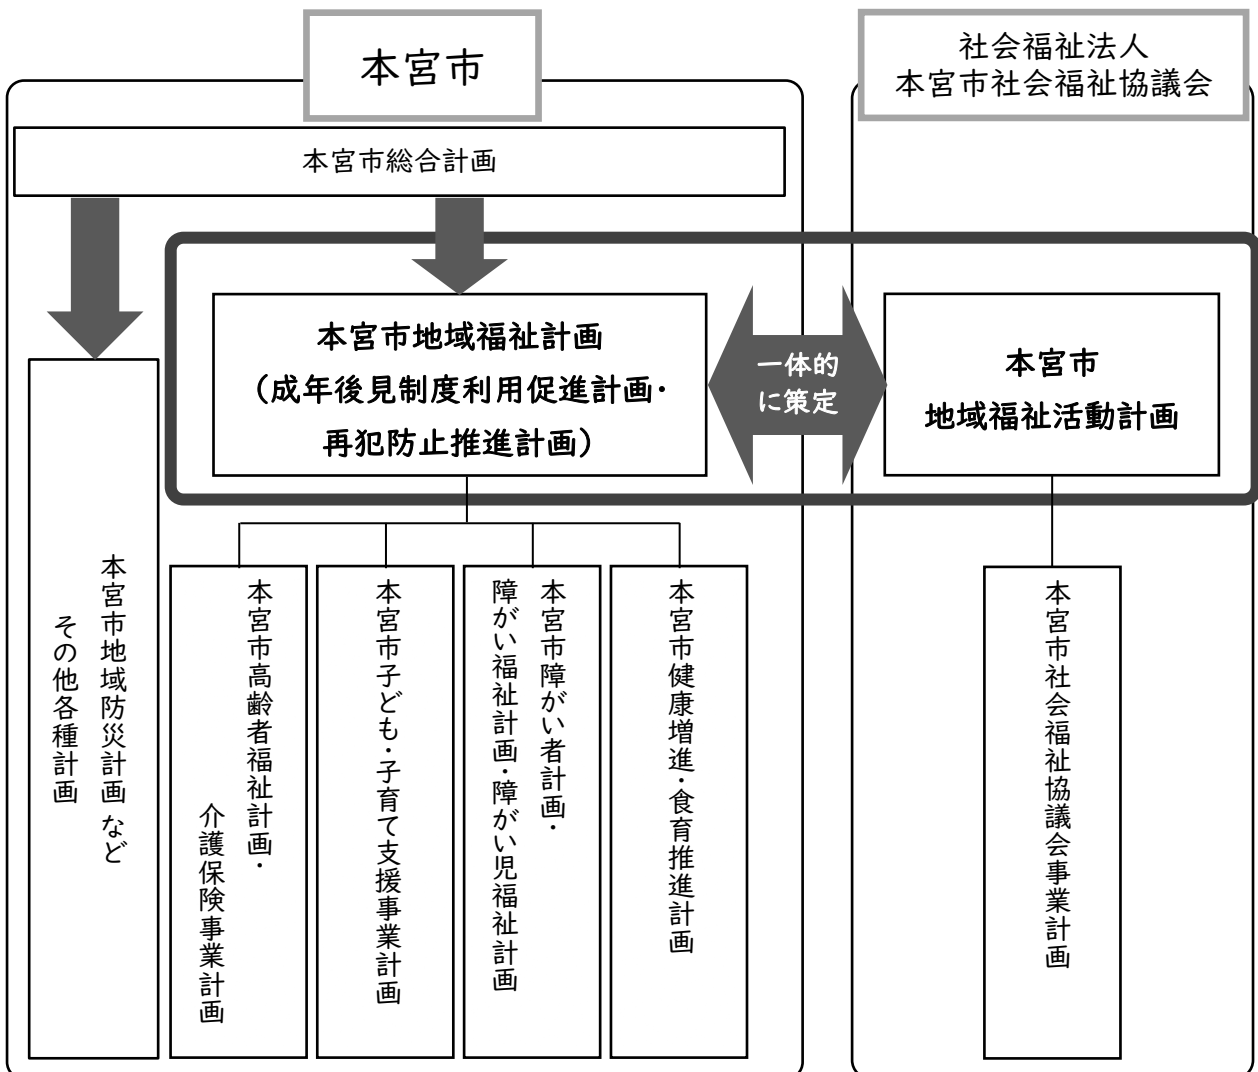 本宮市
社会福祉法人
本宮市社会福祉協議会
本宮市総合計画
本宮市地域福祉計画
（成年後見制度利用促進計画・
再犯防止推進計画）
一体的
に策定
本宮市
地域福祉活動計画
本宮市地域防災計画 など
その他各種計画
本宮市高齢者福祉計画・
介護保険事業計画
本宮市子ども・子育て支援事業計画
本宮市障がい者計画・
障がい福祉計画・障がい児福祉計画
本宮市健康増進・食育推進計画
本宮市社会福祉協議会事業計画